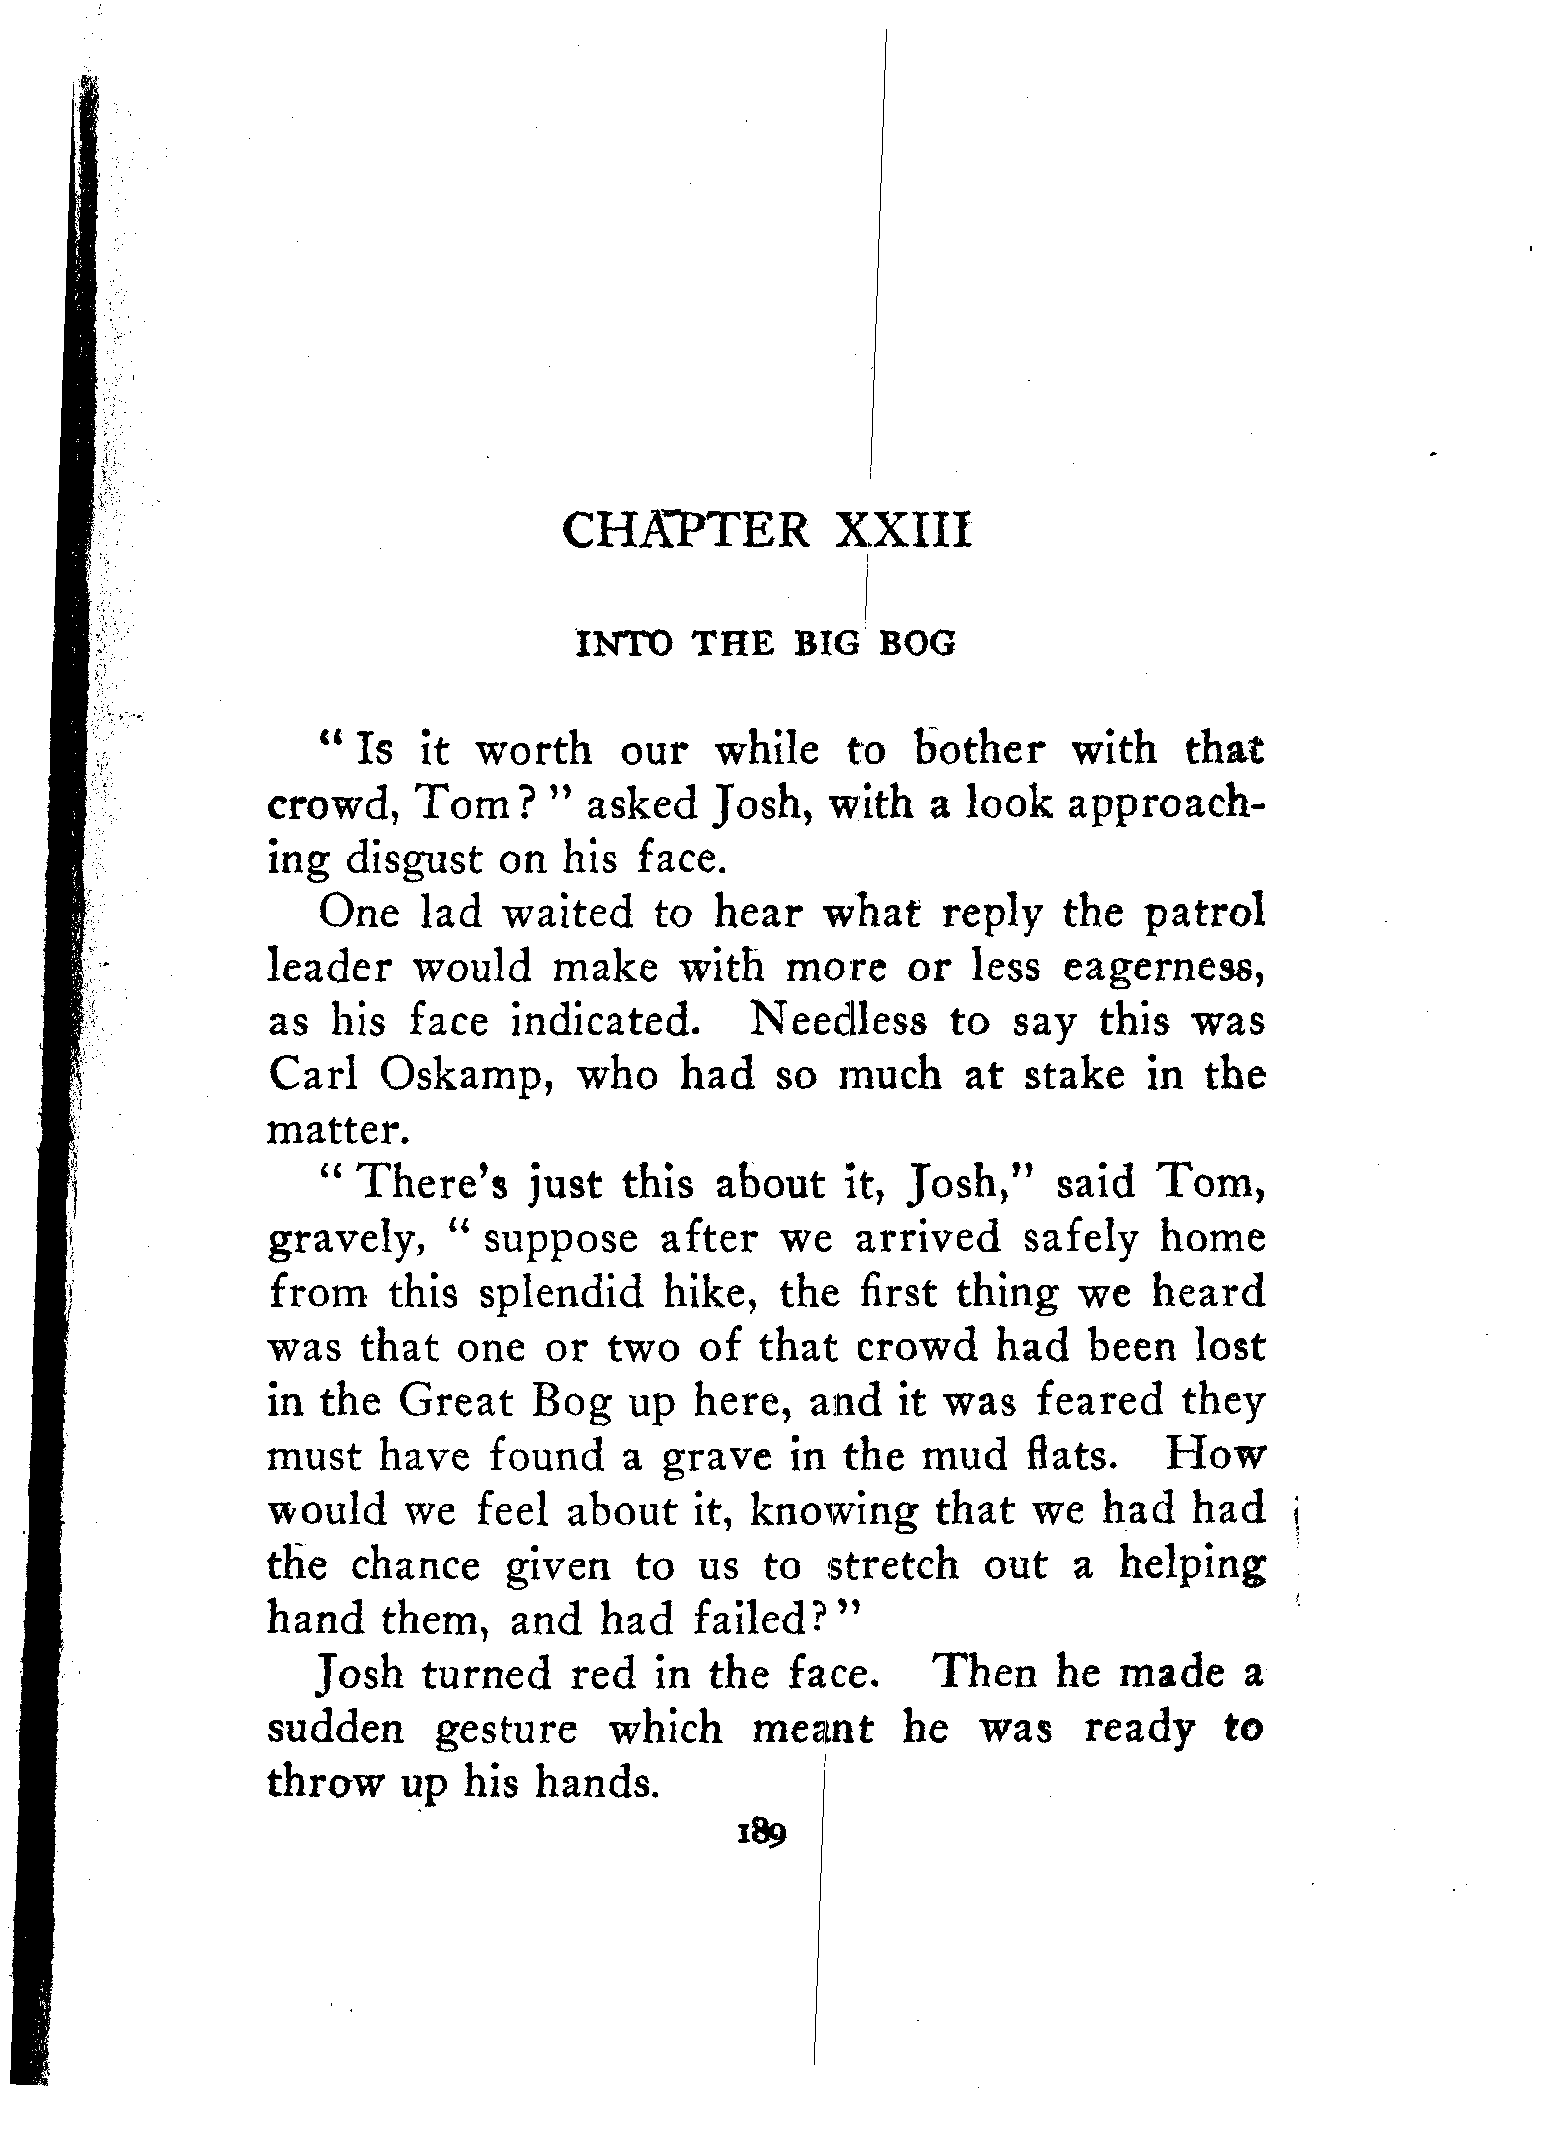 CHAPTER XXIII
INTO THE BIG BOG
" Is it worth our while to bother with that
crowd, Tom? " asked Josh, with a look approach-
ing disgust on his face.
One lad waited to hear what reply the patrol
leader would make with more or less eagerness,
as his face indicated. Needless to say this was
Carl Oskamp, who had so much at stake in the
matter.
" There's just this about it, Josh," said Tom,
gravely, " suppose after we arrived safely home
from this splendid hike, the first thing we heard
was that one or two of that crowd had been lost
in the Great Bog up here, and it was feared they
must have found a grave in the mud flats. How
would we feel about it, knowing that we had had
the chance given to us to stretch out a helping
hand them, and had failed?"
Josh turned red in the face. Then he made a
sudden gesture which meant he was ready to
throw up his hands.
189